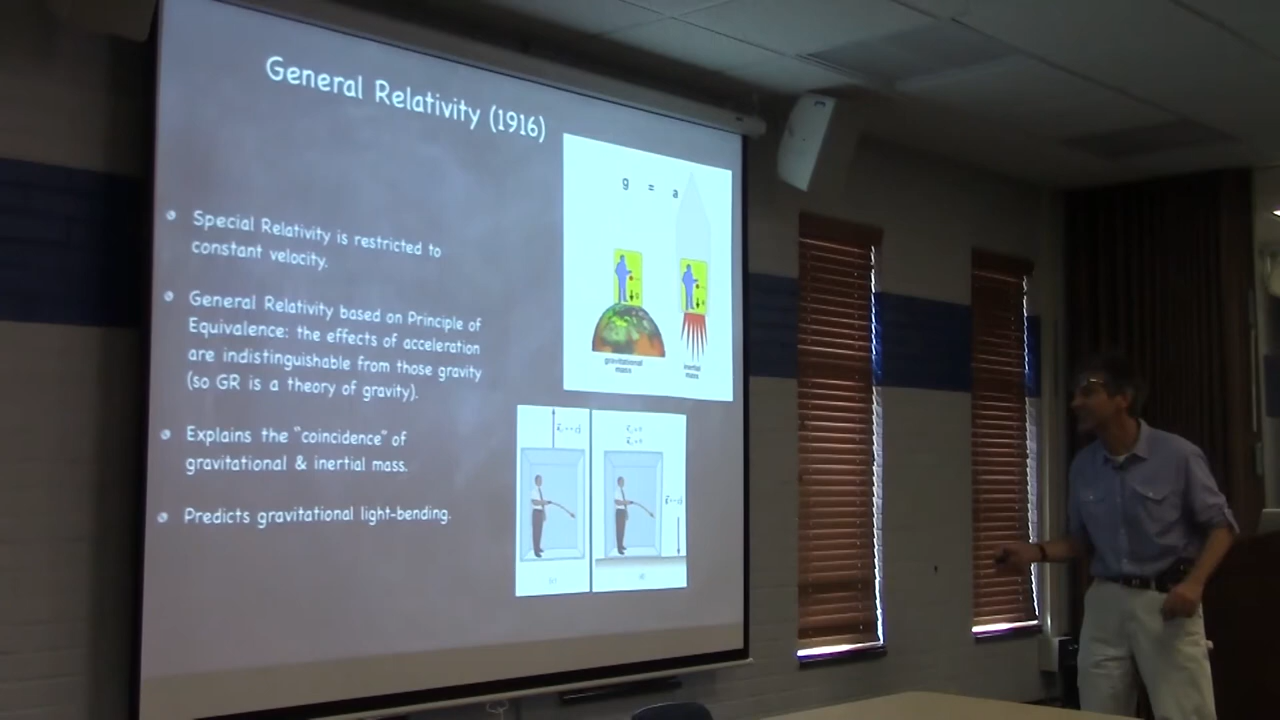 General Relativity (1916)
Special Relativity is restricted to
constant velocity.
General Relativity based on Principle of
Equivalence: the effects of acceleration
are indistinguishable from those gravity
(so GR is a theory of gravity).
Explains the "coincidence" of
gravitational & inertial mass.
Predicts gravitational light-bending.
g = a
gravitational
mass
inertial
mass